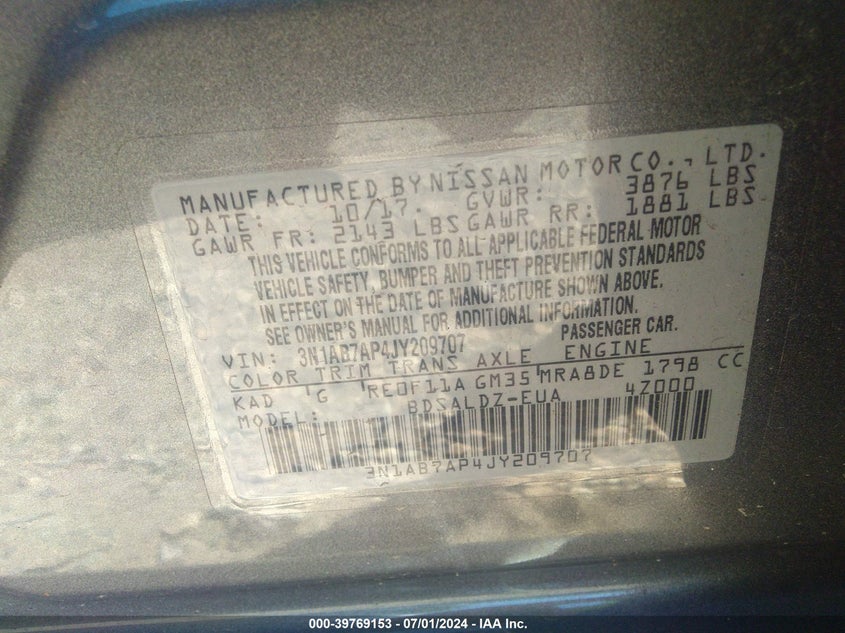 MANUFACTURED BY NISSAN MOTOR CO., LTD.
DATE: 10/17. GVWR: 3876 LBS
GAWR FR: 2143 LBS GAWR RR: 1881 LBS
THIS VEHICLE CONFORMS TO ALL APPLICABLE FEDERAL MOTOR
VEHICLE SAFETY, BUMPER AND THEFT PREVENTION STANDARDS
IN EFFECT ON THE DATE OF MANUFACTURE SHOWN ABOVE.
SEE OWNER'S MANUAL FOR ADDITIONAL INFORMATION.
VIN: 3N1AB7AP4JY209707 PASSENGER CAR.
COLOR TRIM TRANS AXLE ENGINE
KAD G RE0F11A GM35 MRA8DE 1798 CC
MODEL: BDSALDZ-EUA 4Z000
3N1AB7AP4JY209707
000-39769153 - 07/01/2024 - IAA Inc.